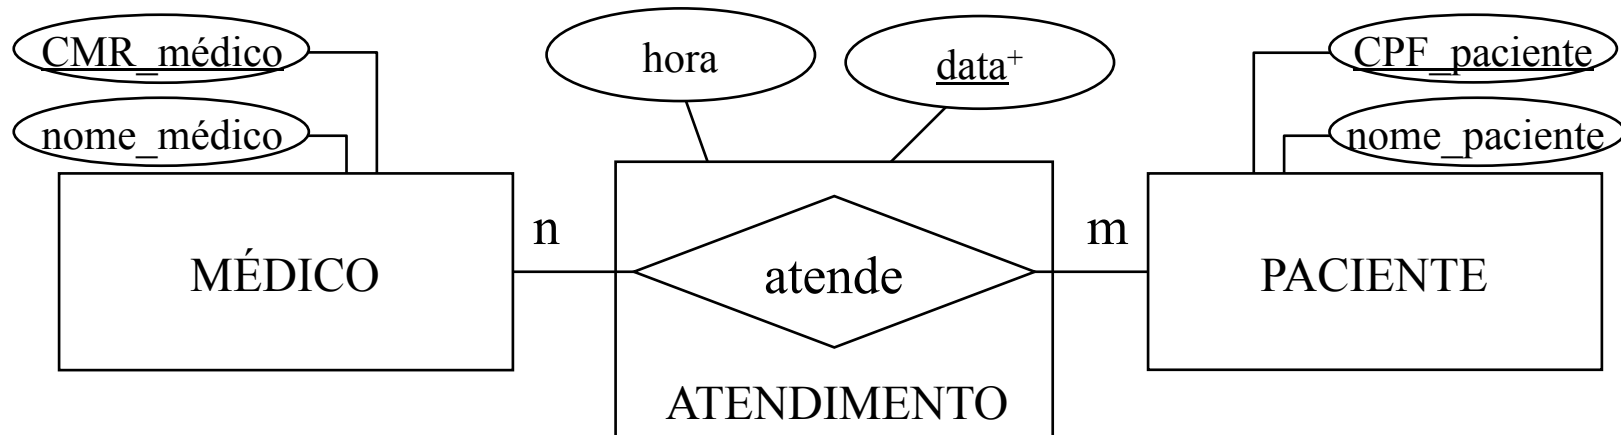 CMR_médico
nome_médico
hora
data+
CPF_paciente
nome_paciente
MÉDICO
n
atende
m
PACIENTE
ATENDIMENTO